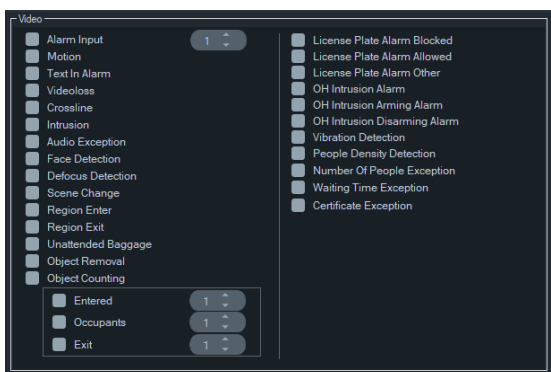 Video
Alarm Input 1
Motion
Text In Alarm
Videoloss
Crossline
Intrusion
Audio Exception
Face Detection
Defocus Detection
Scene Change
Region Enter
Region Exit
Unattended Baggage
Object Removal
Object Counting
Entered 1
Occupants 1
Exit 1
License Plate Alarm Blocked
License Plate Alarm Allowed
License Plate Alarm Other
OH Intrusion Alarm
OH Intrusion Arming Alarm
OH Intrusion Disarming Alarm
Vibration Detection
People Density Detection
Number Of People Exception
Waiting Time Exception
Certificate Exception